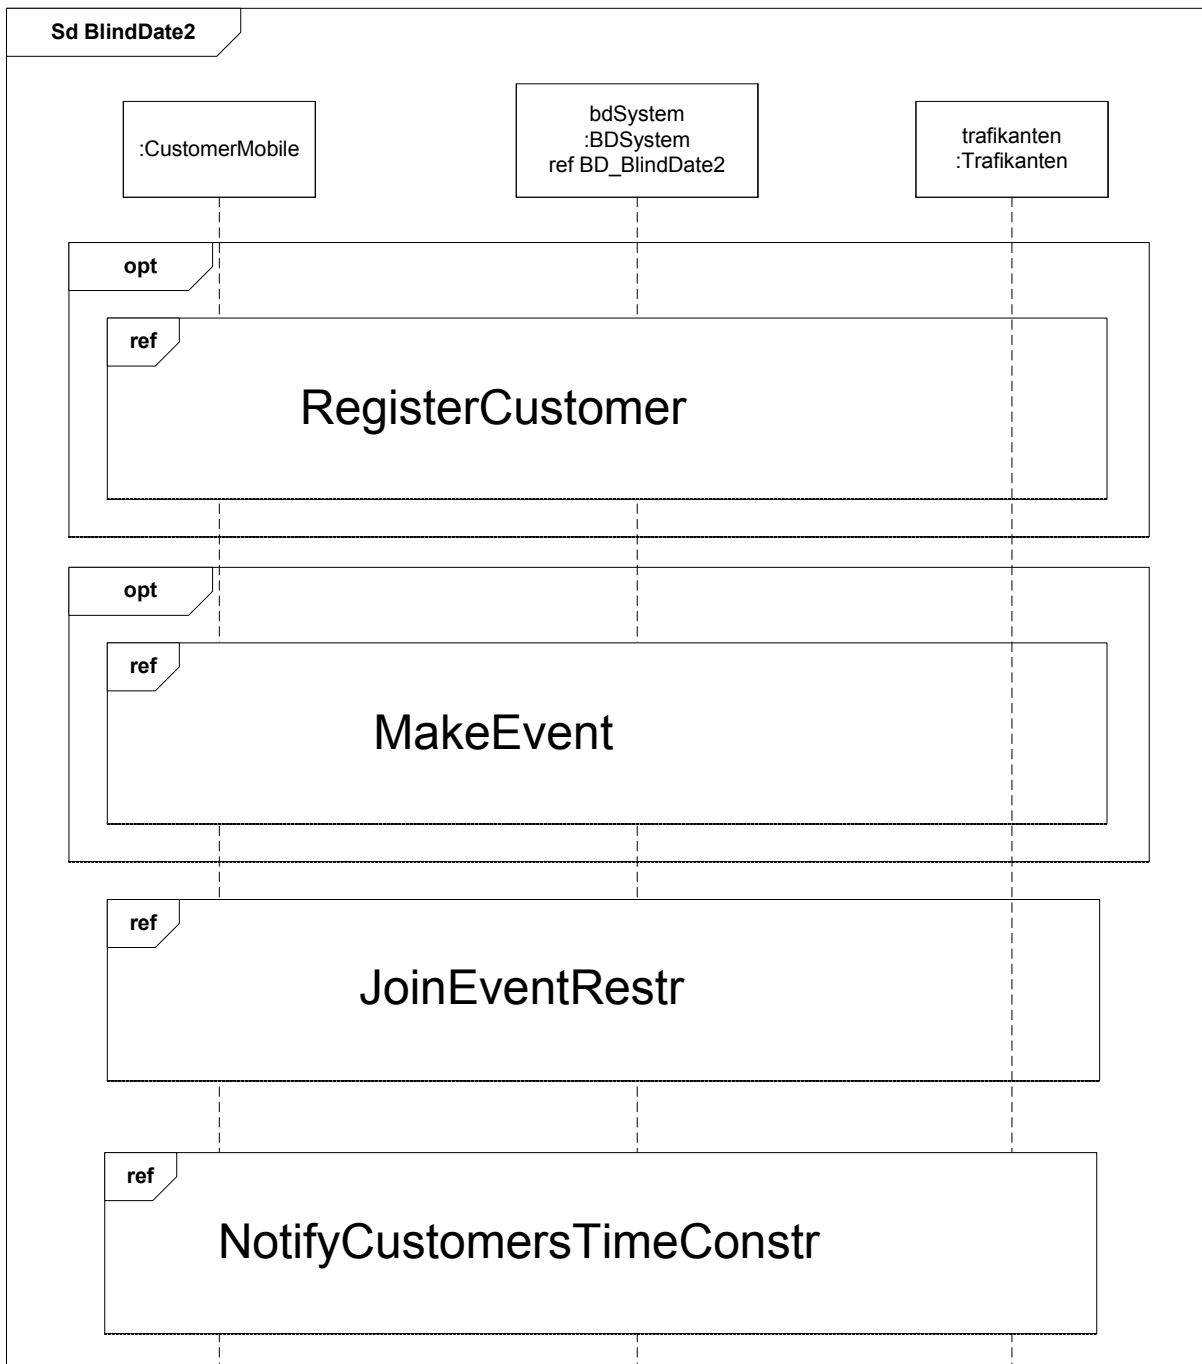 Sd BlindDate2
:CustomerMobile
bdSystem
:BDSystem
ref BD_BlindDate2
trafikanten
:Trafikanten
opt
ref
RegisterCustomer
opt
ref
MakeEvent
ref
JoinEventRestr
ref
NotifyCustomersTimeConstr